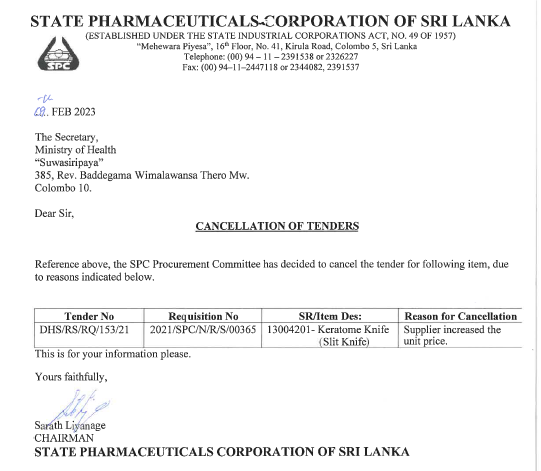 STATE PHARMACEUTICALS CORPORATION OF SRI LANKA
(ESTABLISHED UNDER THE STATE INDUSTRIAL CORPORATIONS ACT, NO. 49 OF 1957)
"Mehewara Piyesa", 16th Floor, No. 41, Kirula Road, Colombo 5, Sri Lanka
Telephone: (00) 94 – 11 – 2391538 or 2326227
Fax: (00) 94–11–2447118 or 2344082, 2391537
SPC
FEB 2023
The Secretary,
Ministry of Health
"Suwasiripaya"
385, Rev. Baddegama Wimalawansa Thero Mw.
Colombo 10.
Dear Sir,
CANCELLATION OF TENDERS
Reference above, the SPC Procurement Committee has decided to cancel the tender for following item, due
to reasons indicated below.
Tender No Requisition No SR/Item Des: Reason for Cancellation
DHS/RS/RQ/153/21 2021/SPC/N/R/S/00365 13004201- Keratome Knife Supplier increased the
(Slit Knife) unit price.
This is for your information please.
Yours faithfully,
Sarath Liyanage
CHAIRMAN
STATE PHARMACEUTICALS CORPORATION OF SRI LANKA